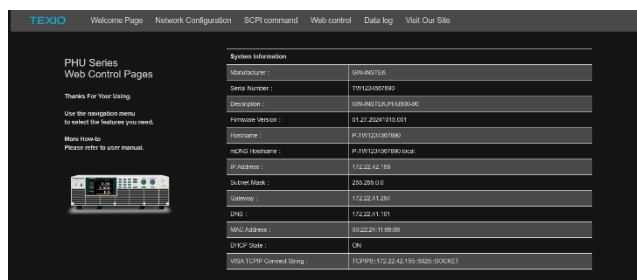 TEXIO Welcome Page Network Configuration SCPI command Web control Data log Visit Our Site
PHU Series
Web Control Pages
Thanks For Your Using.
Use the navigation menu
to select the features you need.
More How-to
Please refer to user manual.
System Information
Manufacturer : GW-INSTEK
Serial Number : TW1234567890
Description : GW-INSTEK,PHU800-90
Firmware Version : 01.27.20241015.001
Hostname : P-TW1234567890
mDNS Hostname : P-TW1234567890.local.
IP Address : 172.22.42.155
Subnet Mask : 255.255.0.0
Gateway : 172.22.41.254
DNS : 172.22.41.101
MAC Address :
DHCP State : ON
VISA TCPIP Connect String : TCPIP0::172.22.42.155::5025::SOCKET